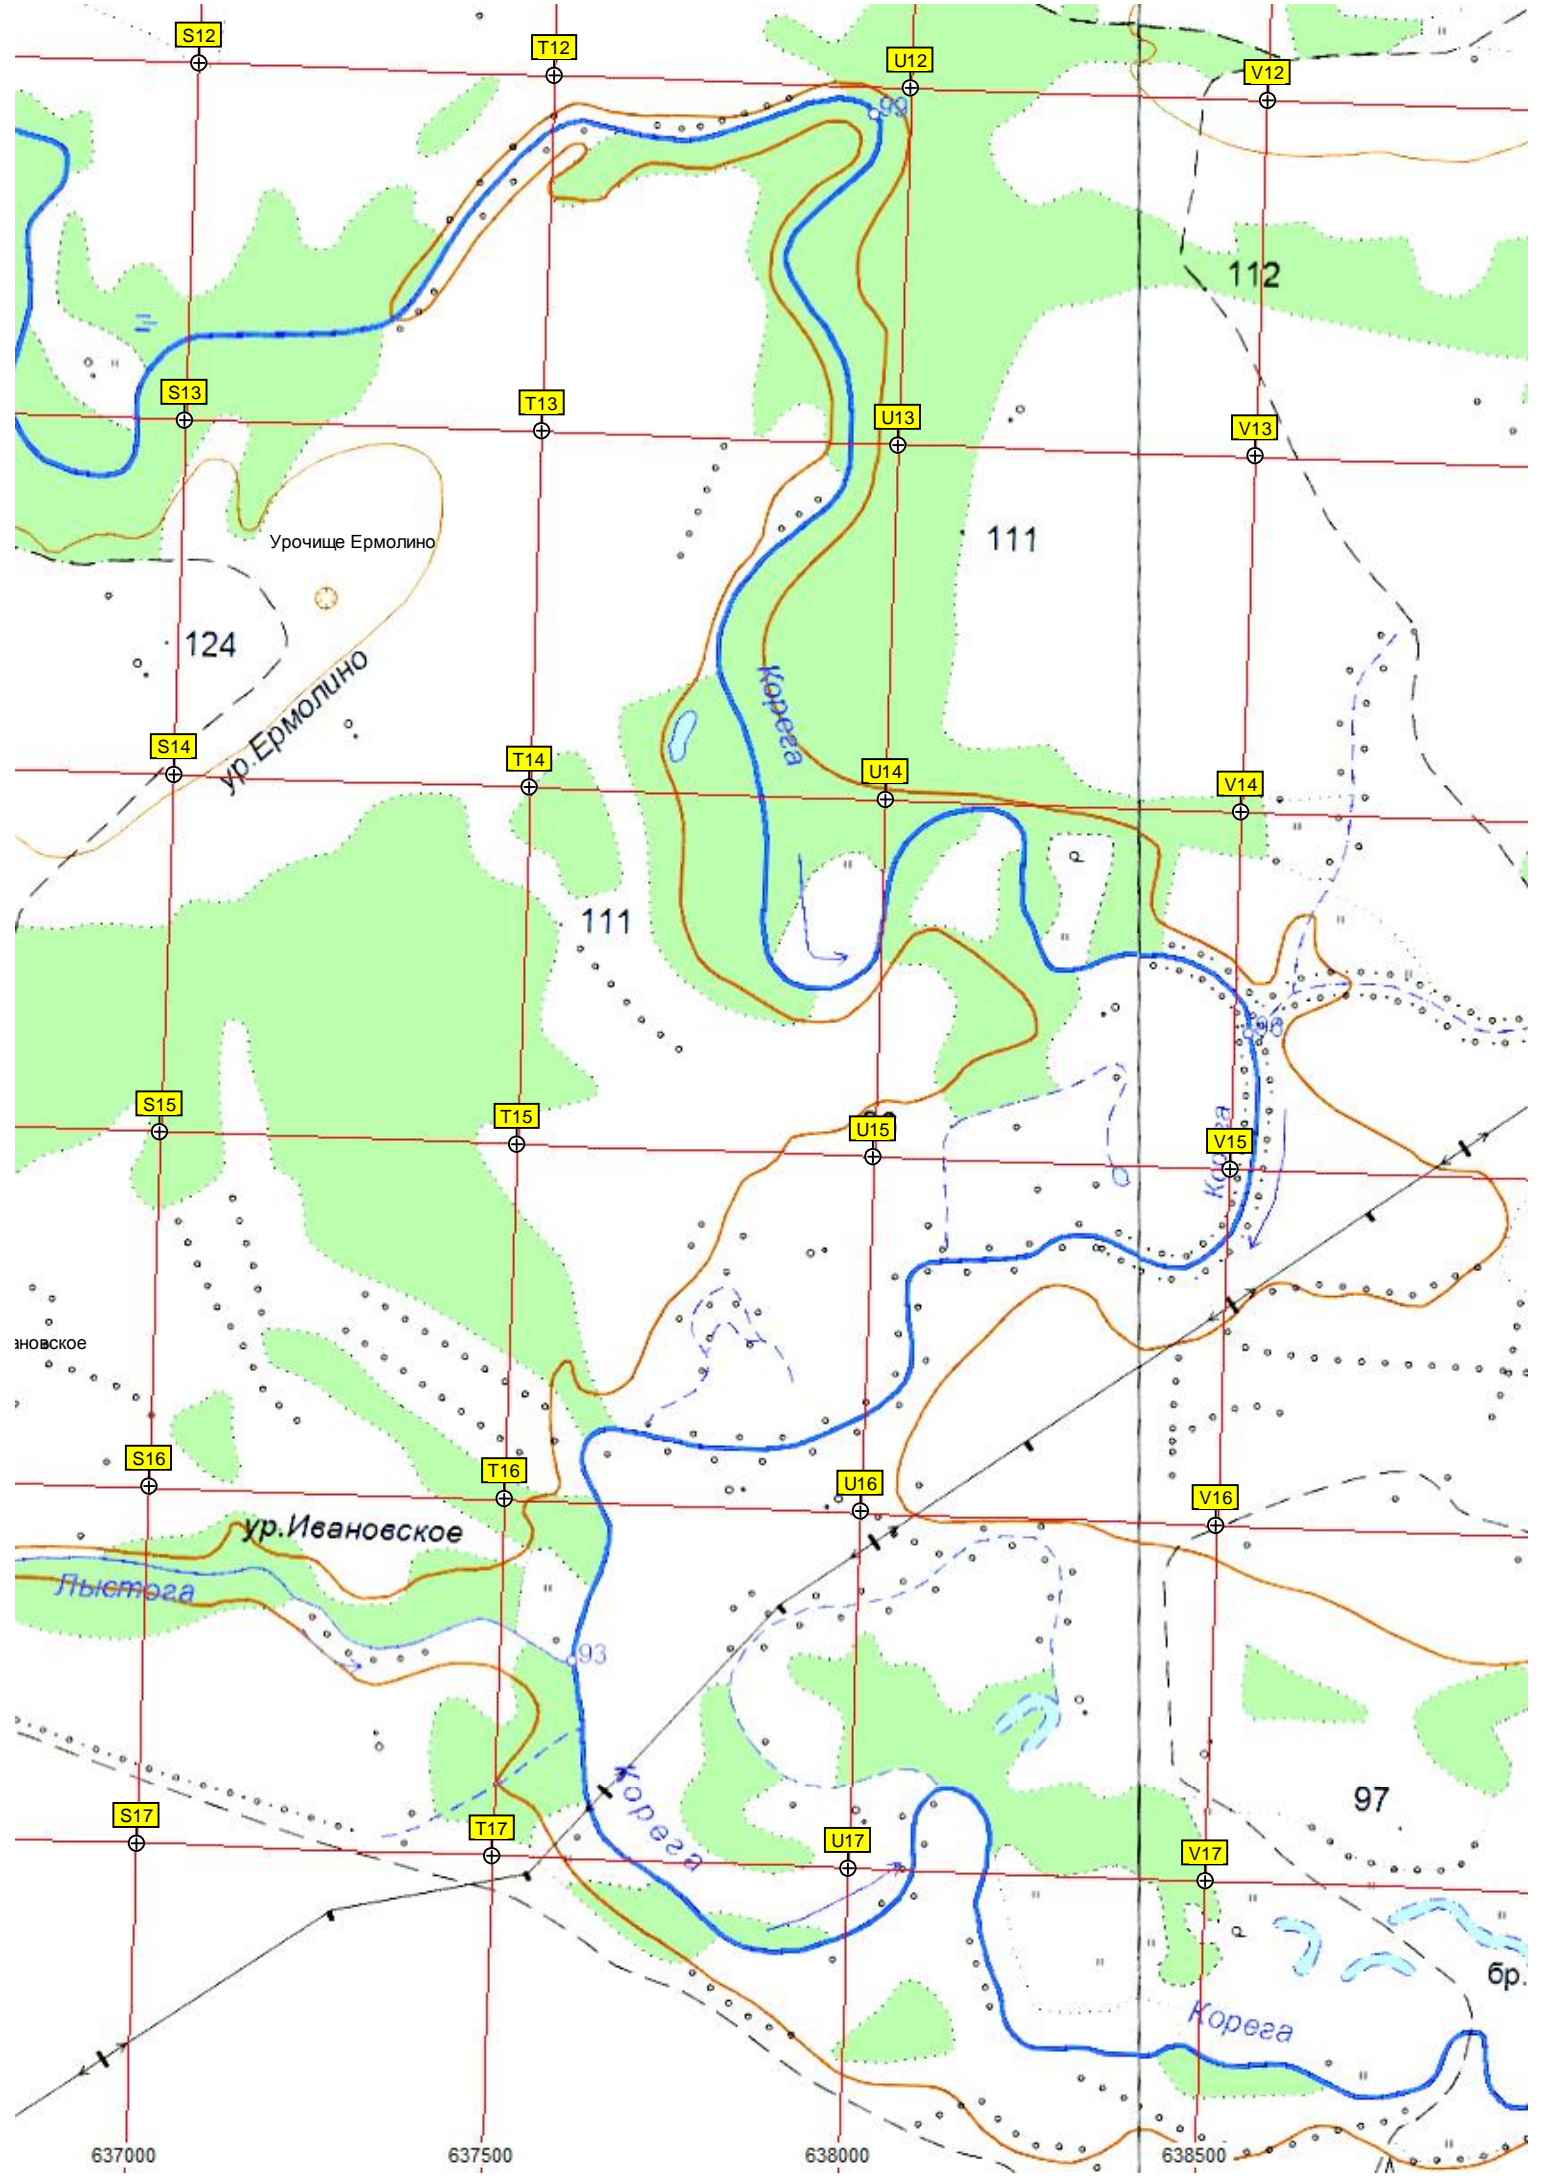 S12
T12
U12
V12
99
112
S13
T13
U13
V13
Урочище Ермолино
111
124
ур.Ермолино
Корега
S14
T14
U14
V14
111
98
S15
T15
U15
V15
Корега
ановское
S16
T16
U16
V16
ур.Ивановское
Лыстога
93
Корега
97
S17
T17
U17
V17
бр.
Корега
637000
637500
638000
638500